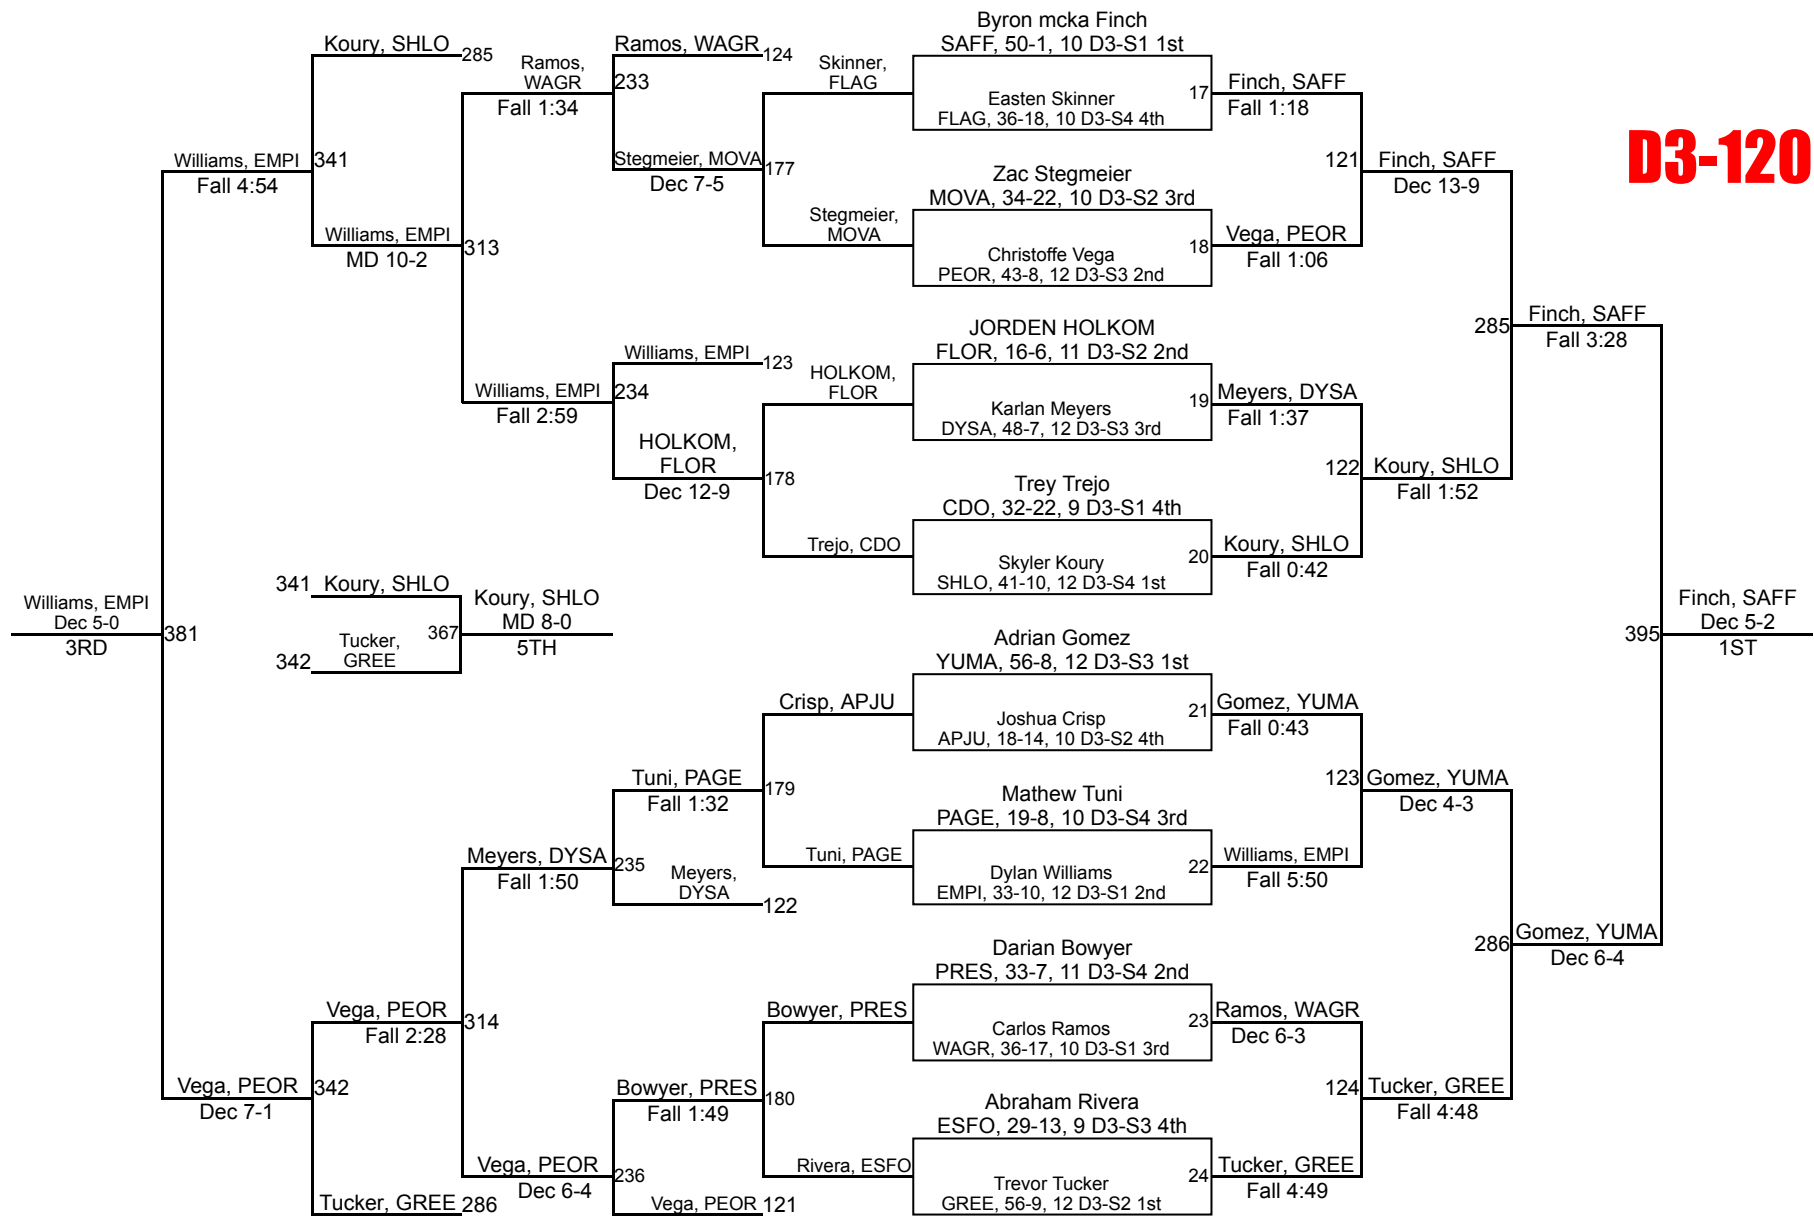 D3-120
Byron mcka Finch
SAFF, 50-1, 10 D3-S1 1st
Easten Skinner
FLAG, 36-18, 10 D3-S4 4th
17
Zac Stegmeier
MOVA, 34-22, 10 D3-S2 3rd
Christoffe Vega
PEOR, 43-8, 12 D3-S3 2nd
18
JORDEN HOLKOM
FLOR, 16-6, 11 D3-S2 2nd
Karlan Meyers
DYSA, 48-7, 12 D3-S3 3rd
19
Trey Trejo
CDO, 32-22, 9 D3-S1 4th
Skyler Koury
SHLO, 41-10, 12 D3-S4 1st
20
Adrian Gomez
YUMA, 56-8, 12 D3-S3 1st
Joshua Crisp
APJU, 18-14, 10 D3-S2 4th
21
Mathew Tuni
PAGE, 19-8, 10 D3-S4 3rd
Dylan Williams
EMPI, 33-10, 12 D3-S1 2nd
22
Darian Bowyer
PRES, 33-7, 11 D3-S4 2nd
Carlos Ramos
WAGR, 36-17, 10 D3-S1 3rd
23
Abraham Rivera
ESFO, 29-13, 9 D3-S3 4th
Trevor Tucker
GREE, 56-9, 12 D3-S2 1st
24
Finch, SAFF
Fall 1:18
Vega, PEOR
Fall 1:06
Meyers, DYSA
Fall 1:37
Koury, SHLO
Fall 0:42
Gomez, YUMA
Fall 0:43
Williams, EMPI
Fall 5:50
Ramos, WAGR
Dec 6-3
Tucker, GREE
Fall 4:49
121
Finch, SAFF
Dec 13-9
122
Koury, SHLO
Fall 1:52
123
Gomez, YUMA
Dec 4-3
124
Tucker, GREE
Fall 4:48
285
Finch, SAFF
Fall 3:28
286
Gomez, YUMA
Dec 6-4
395
Finch, SAFF
Dec 5-2
1ST
Skinner,
FLAG
Stegmeier,
MOVA
HOLKOM,
FLOR
Trejo, CDO
Crisp, APJU
Tuni, PAGE
Bowyer, PRES
Rivera, ESFO
Ramos, WAGR
124
Stegmeier, MOVA
177
Dec 7-5
Williams, EMPI
123
HOLKOM,
FLOR
178
Dec 12-9
Tuni, PAGE
179
Fall 1:32
Meyers,
DYSA
122
Bowyer, PRES
180
Fall 1:49
Vega, PEOR
121
Ramos,
WAGR
233
Fall 1:34
Williams, EMPI
234
Fall 2:59
Meyers, DYSA
235
Fall 1:50
Vega, PEOR
236
Dec 6-4
Koury, SHLO
285
Williams, EMPI
313
MD 10-2
Vega, PEOR
314
Fall 2:28
Tucker, GREE
286
Williams, EMPI
341
Fall 4:54
Vega, PEOR
342
Dec 7-1
341
Koury, SHLO
342
Tucker,
GREE
367
Koury, SHLO
MD 8-0
5TH
Williams, EMPI
Dec 5-0
381
3RD